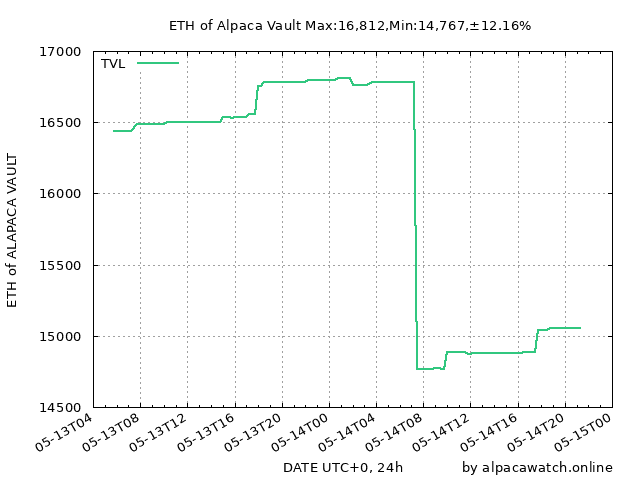 ETH of Alpaca Vault Max:16,812,Min:14,767,±12.16%
TVL
17000
16500
16000
15500
15000
14500
ETH of ALAPACA VAULT
05-13T04
05-13T08
05-13T12
05-13T16
05-13T20
05-14T00
05-14T04
05-14T08
05-14T12
05-14T16
05-14T20
05-15T00
DATE UTC+0, 24h
by alpacawatch.online